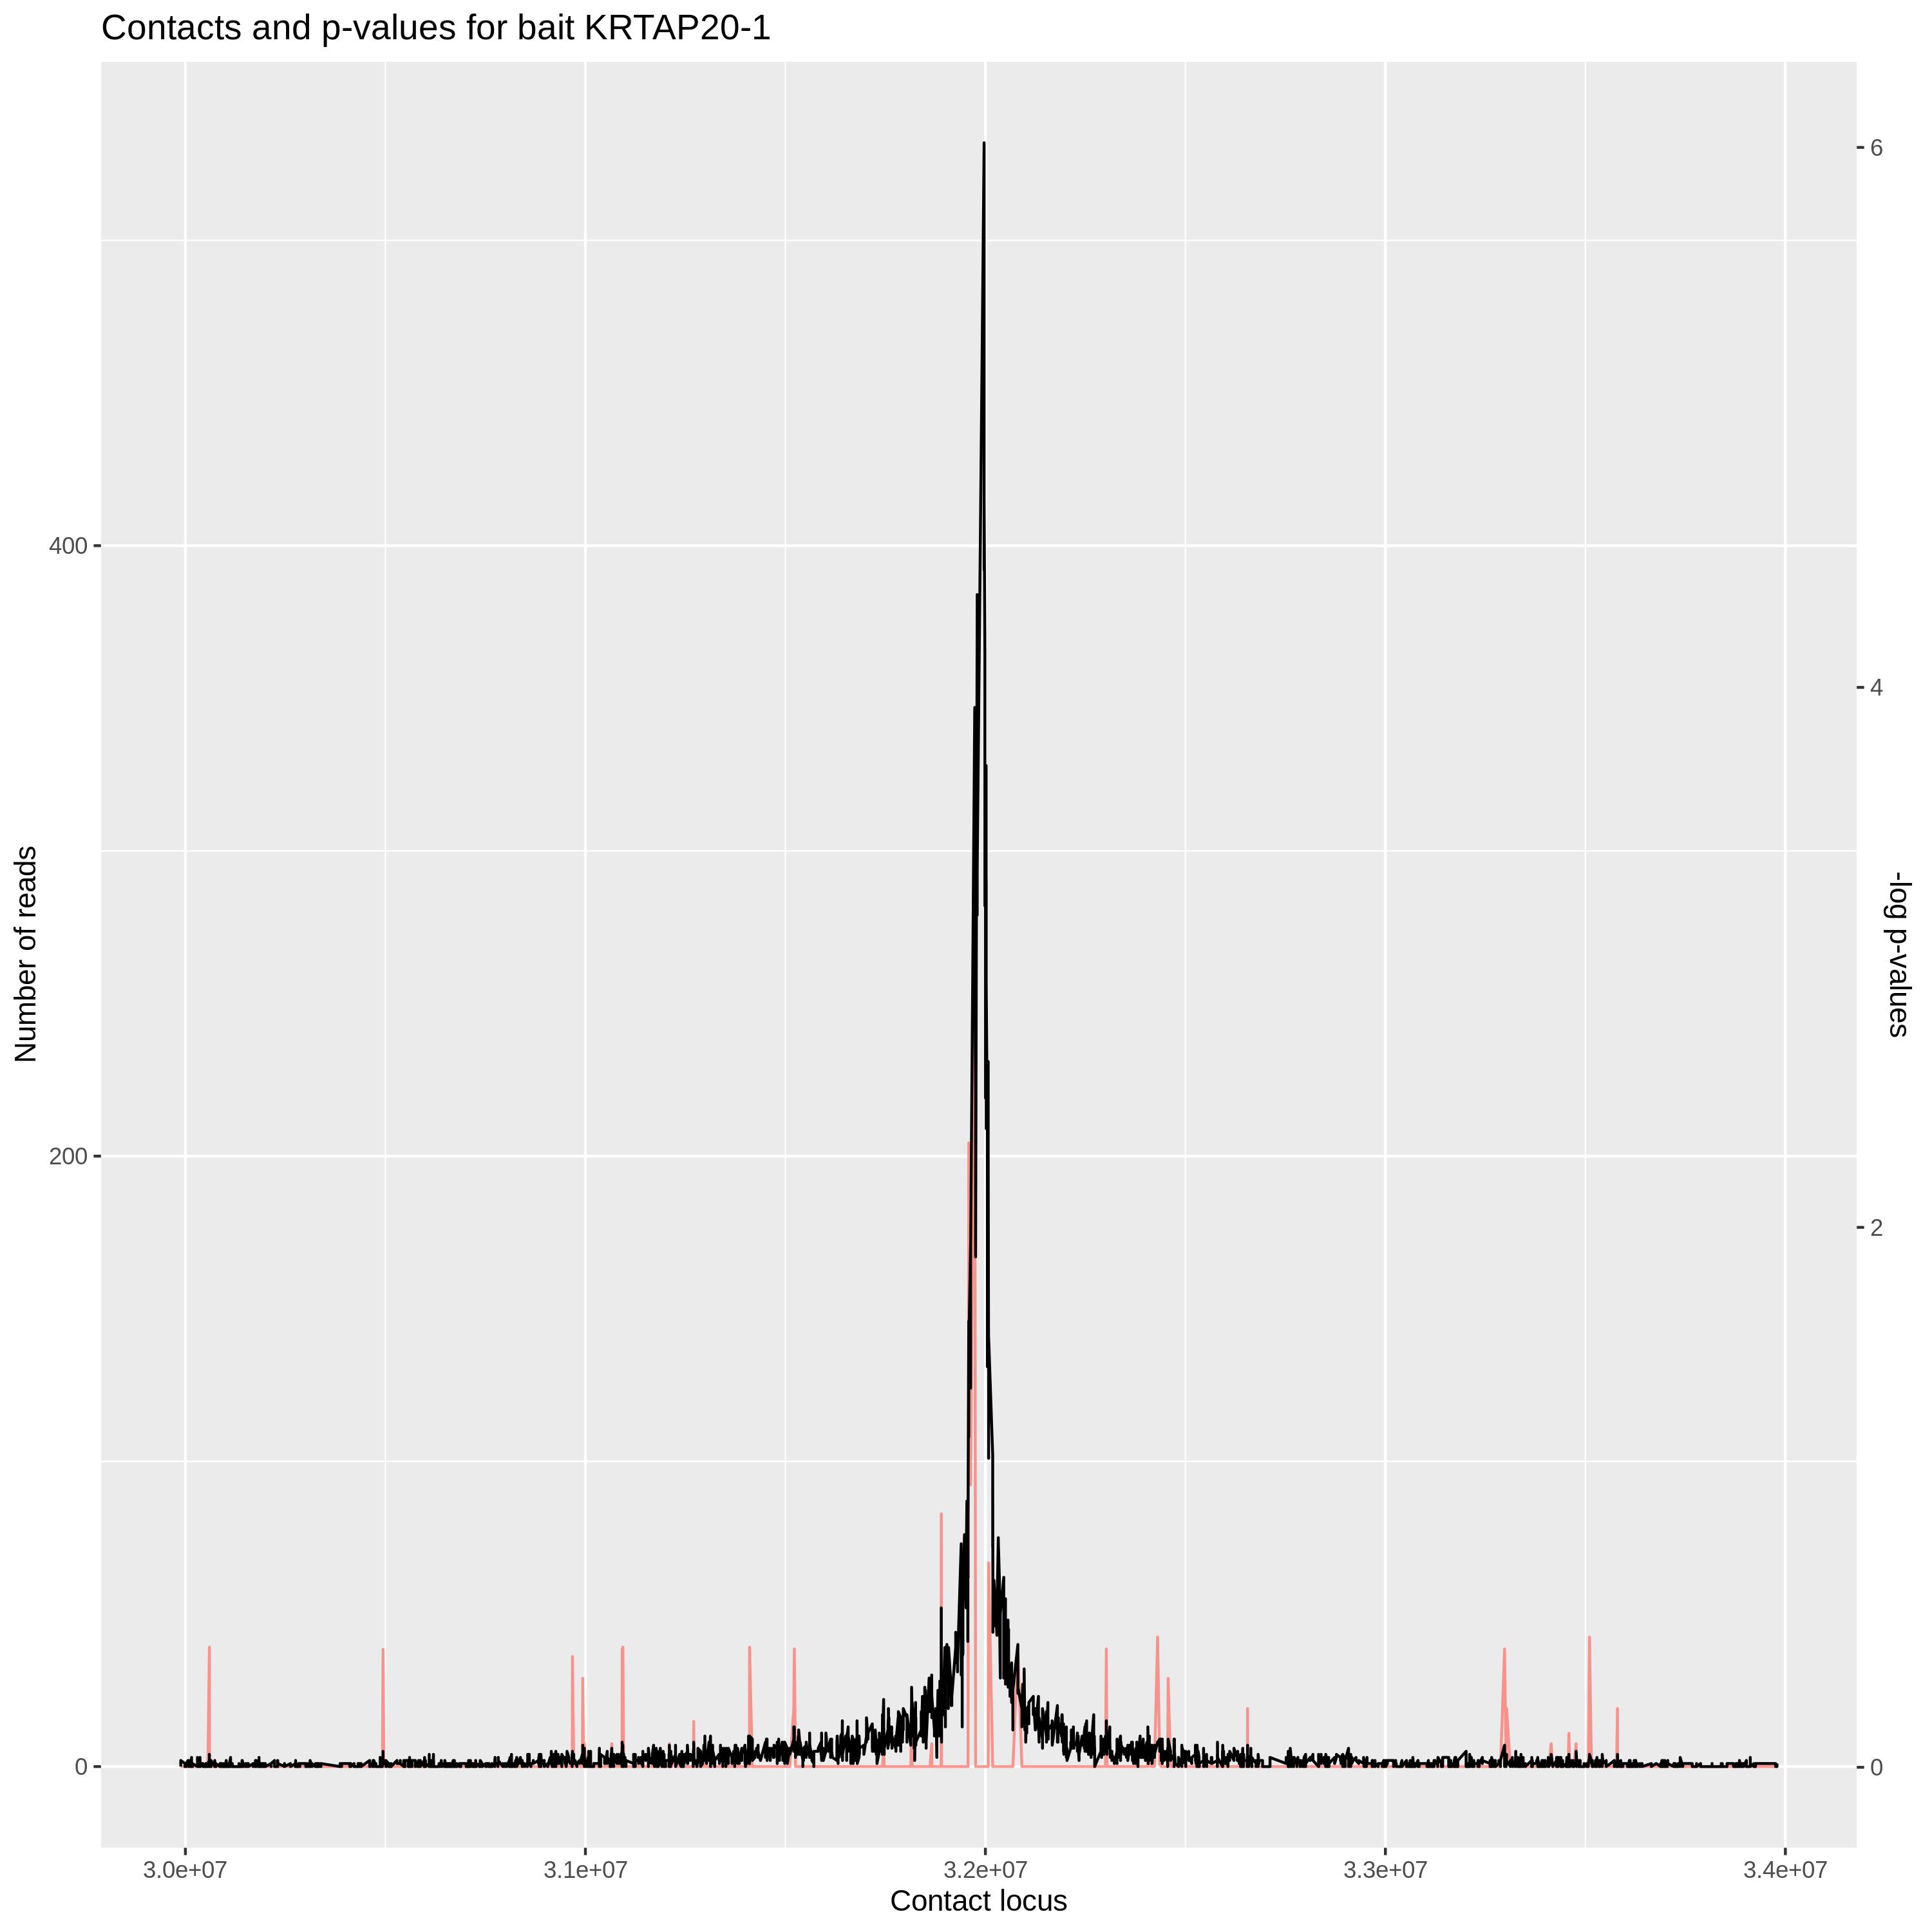 Contacts and p-values for bait KRTAP20-1
6
400
4
Number of reads
-log p-values
200
2
0
0
3.0e+07
3.1e+07
3.2e+07
3.3e+07
3.4e+07
Contact locus